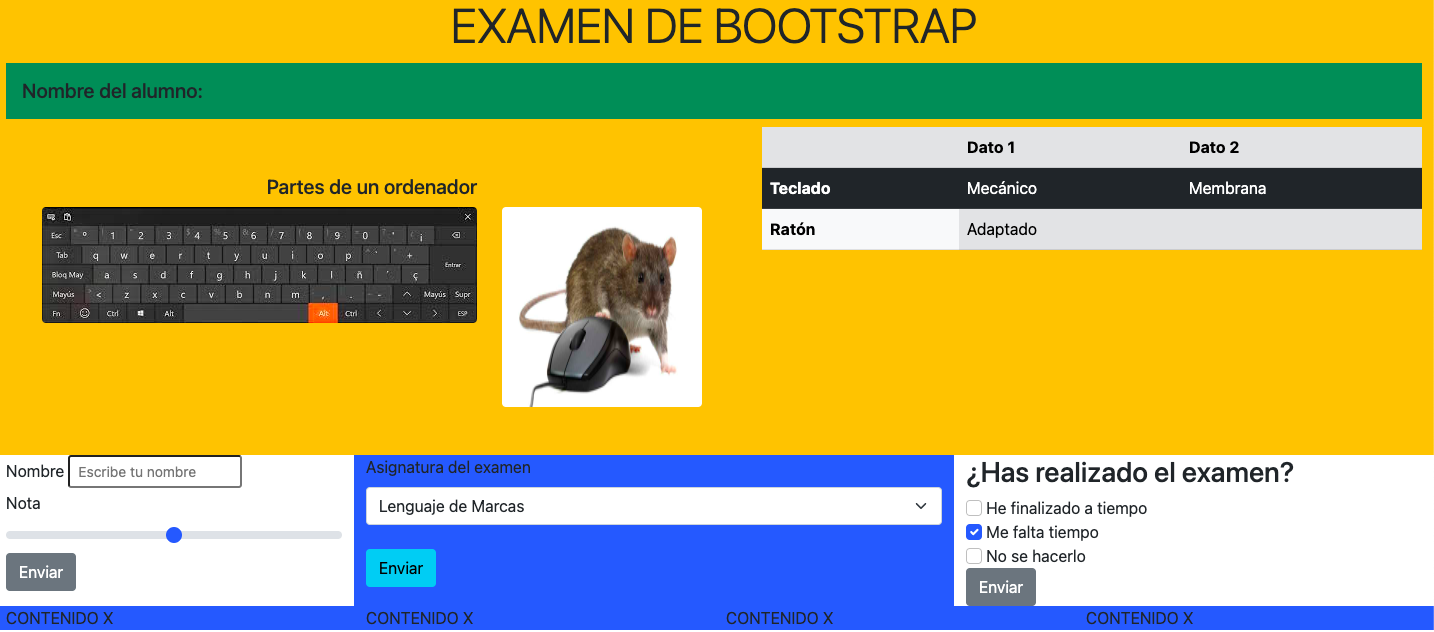 EXAMEN DE BOOTSTRAP
Nombre del alumno:
Partes de un ordenador
Esc º 1 2 3 4 5 6 7 8 9 0 ' ¡
Tab q w e r t y u i o p ` + Entrar
Bloq May a s d f g h j k l ñ ´ ç
Mayús < z x c v b n m , . - Mayús Supr
Fn Ctrl Alt Alt Ctrl ESP
Dato 1 Dato 2
Teclado Mecánico Membrana
Ratón Adaptado
Nombre Escribe tu nombre
Nota
Enviar
Asignatura del examen
Lenguaje de Marcas
Enviar
¿Has realizado el examen?
He finalizado a tiempo
Me falta tiempo
No se hacerlo
Enviar
CONTENIDO X CONTENIDO X CONTENIDO X CONTENIDO X